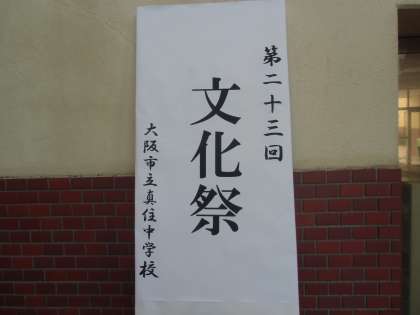 第二十三回
文化祭
大阪市立真住中学校